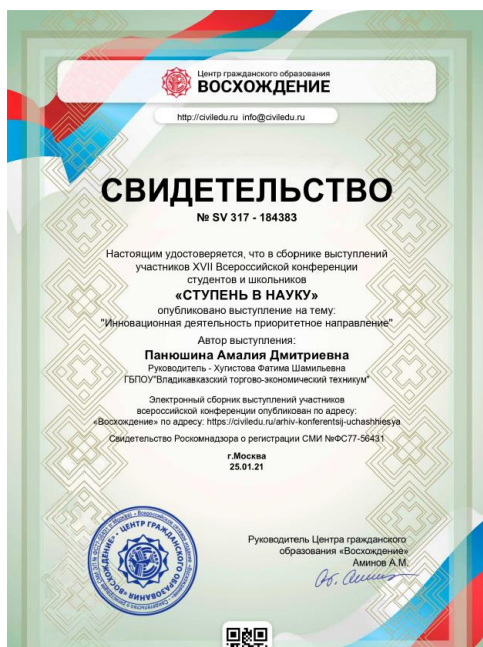 Центр гражданского образования
ВОСХОЖДЕНИЕ
http://civiledu.ru info@civiledu.ru
СВИДЕТЕЛЬСТВО
№ SV 317 - 184383
Настоящим удостоверяется, что в сборнике выступлений
участников XVII Всероссийской конференции
студентов и школьников
«СТУПЕНЬ В НАУКУ»
опубликовано выступление на тему:
"Инновационная деятельность приоритетное направление"
Автор выступления:
Панюшина Амалия Дмитриевна
Руководитель - Хугистова Фатима Шамильевна
ГБПОУ"Владикавказский торгово-экономический техникум"
Электронный сборник выступлений участников
всероссийской конференции опубликован по адресу:
«Восхождение» по адресу: https://civiledu.ru/arhiv-konferentsij-uchashhiesya
Свидетельство Роскомнадзора о регистрации СМИ №ФС77-56431
г.Москва
25.01.21
Руководитель Центра гражданского
образования «Восхождение»
Аминов А.М.
ЦЕНТР ГРАЖДАНСКОГО ОБРАЗОВАНИЯ «ВОСХОЖДЕНИЕ»